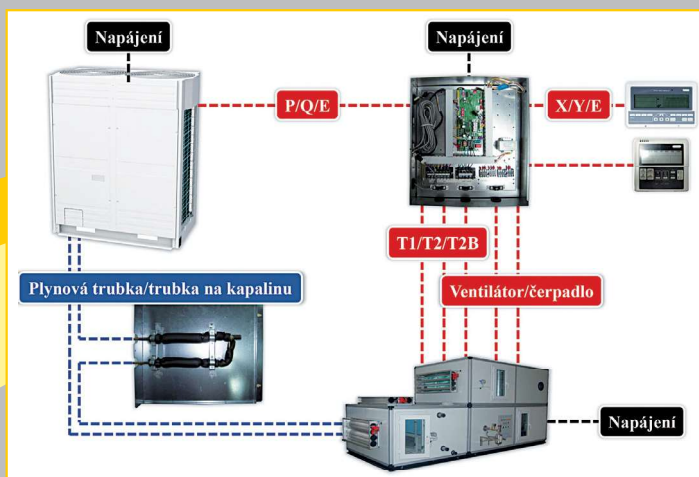 Napájení
Napájení
P/Q/E
X/Y/E
T1/T2/T2B
Plynová trubka/trubka na kapalinu
Ventilátor/čerpadlo
Napájení